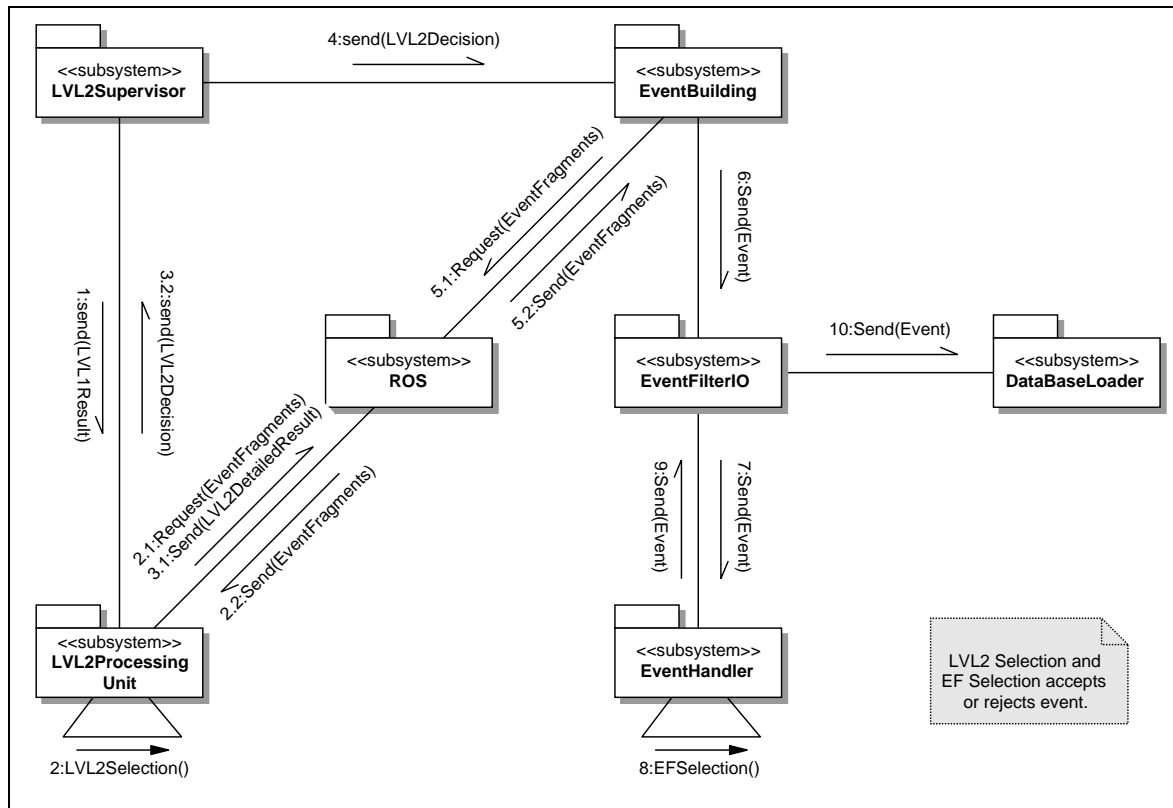 4:send(LVL2Decision)
<<subsystem>>
LVL2Supervisor
<<subsystem>>
EventBuilding
5.1:Request(EventFragments)
5.2:Send(EventFragments)
6:Send(Event)
1:send(LVL1Result)
3.2:send(LVL2Decision)
<<subsystem>>
ROS
<<subsystem>>
EventFilterIO
10:Send(Event)
<<subsystem>>
DataBaseLoader
2.1:Request(EventFragments)
3.1:Send(LVL2DetailedResult)
2.2:Send(EventFragments)
9:Send(Event)
7:Send(Event)
<<subsystem>>
LVL2Processing
Unit
<<subsystem>>
EventHandler
LVL2 Selection and
EF Selection accepts
or rejects event.
2:LVL2Selection()
8:EFSelection()